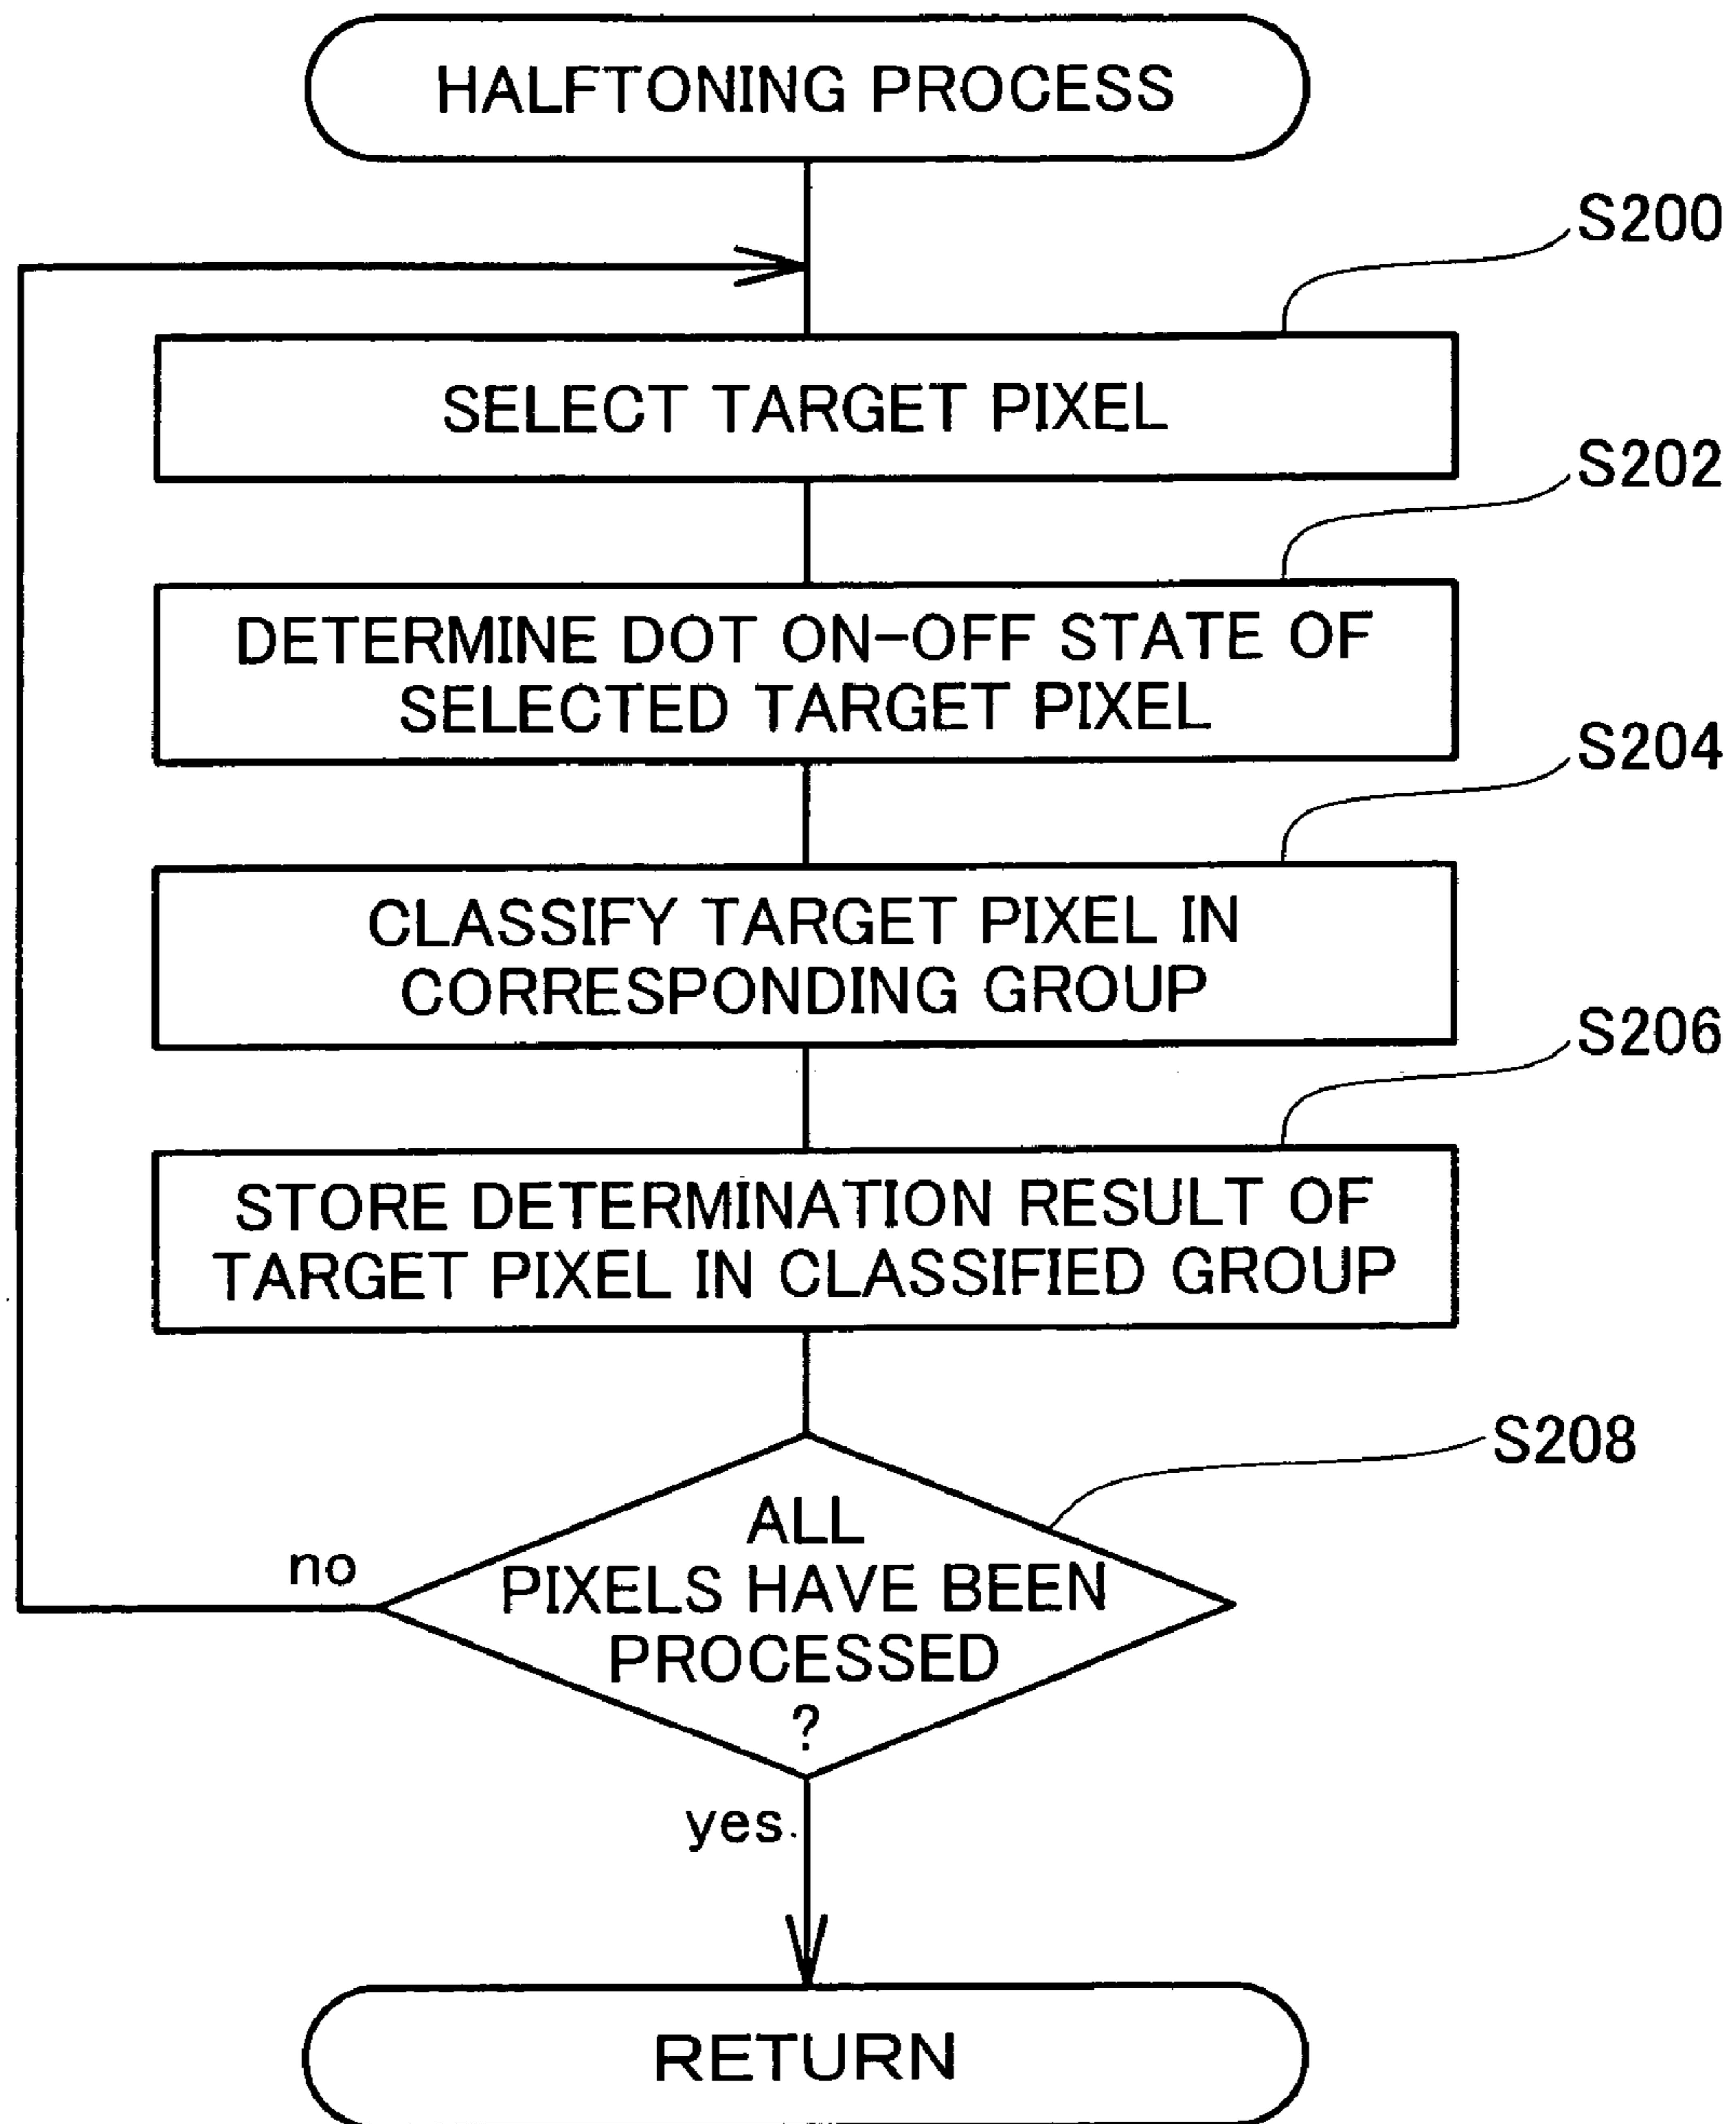 HALFTONING PROCESS
S200
SELECT TARGET PIXEL
S202
DETERMINE DOT ON-OFF STATE OF
SELECTED TARGET PIXEL
S204
CLASSIFY TARGET PIXEL IN
CORRESPONDING GROUP
S206
STORE DETERMINATION RESULT OF
TARGET PIXEL IN CLASSIFIED GROUP
S208
ALL
PIXELS HAVE BEEN
PROCESSED
?
no
yes
RETURN